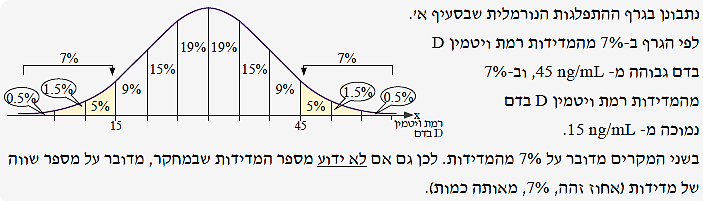 נתבונן בגרף ההתפלגות הנורמלית שבסעיף א׳.
לפי הגרף ב-7% מהמדידות רמת ויטמין D
בדם גבוהה מ- 45 ng/mL, וב-7%
מהמדידות רמת ויטמין D בדם
נמוכה מ- 15 ng/mL.
בשני המקרים מדובר על 7% מהמדידות. לכן גם אם לא ידוע מספר המדידות שבמחקר, מדובר על מספר שווה
של מדידות (אחוז זהה, 7%, מאותה כמות).
7% 7%
19% 19%
15% 15%
9% 9%
0.5% 1.5% 5% 5% 1.5% 0.5%
15 45 x
רמת ויטמין
D בדם